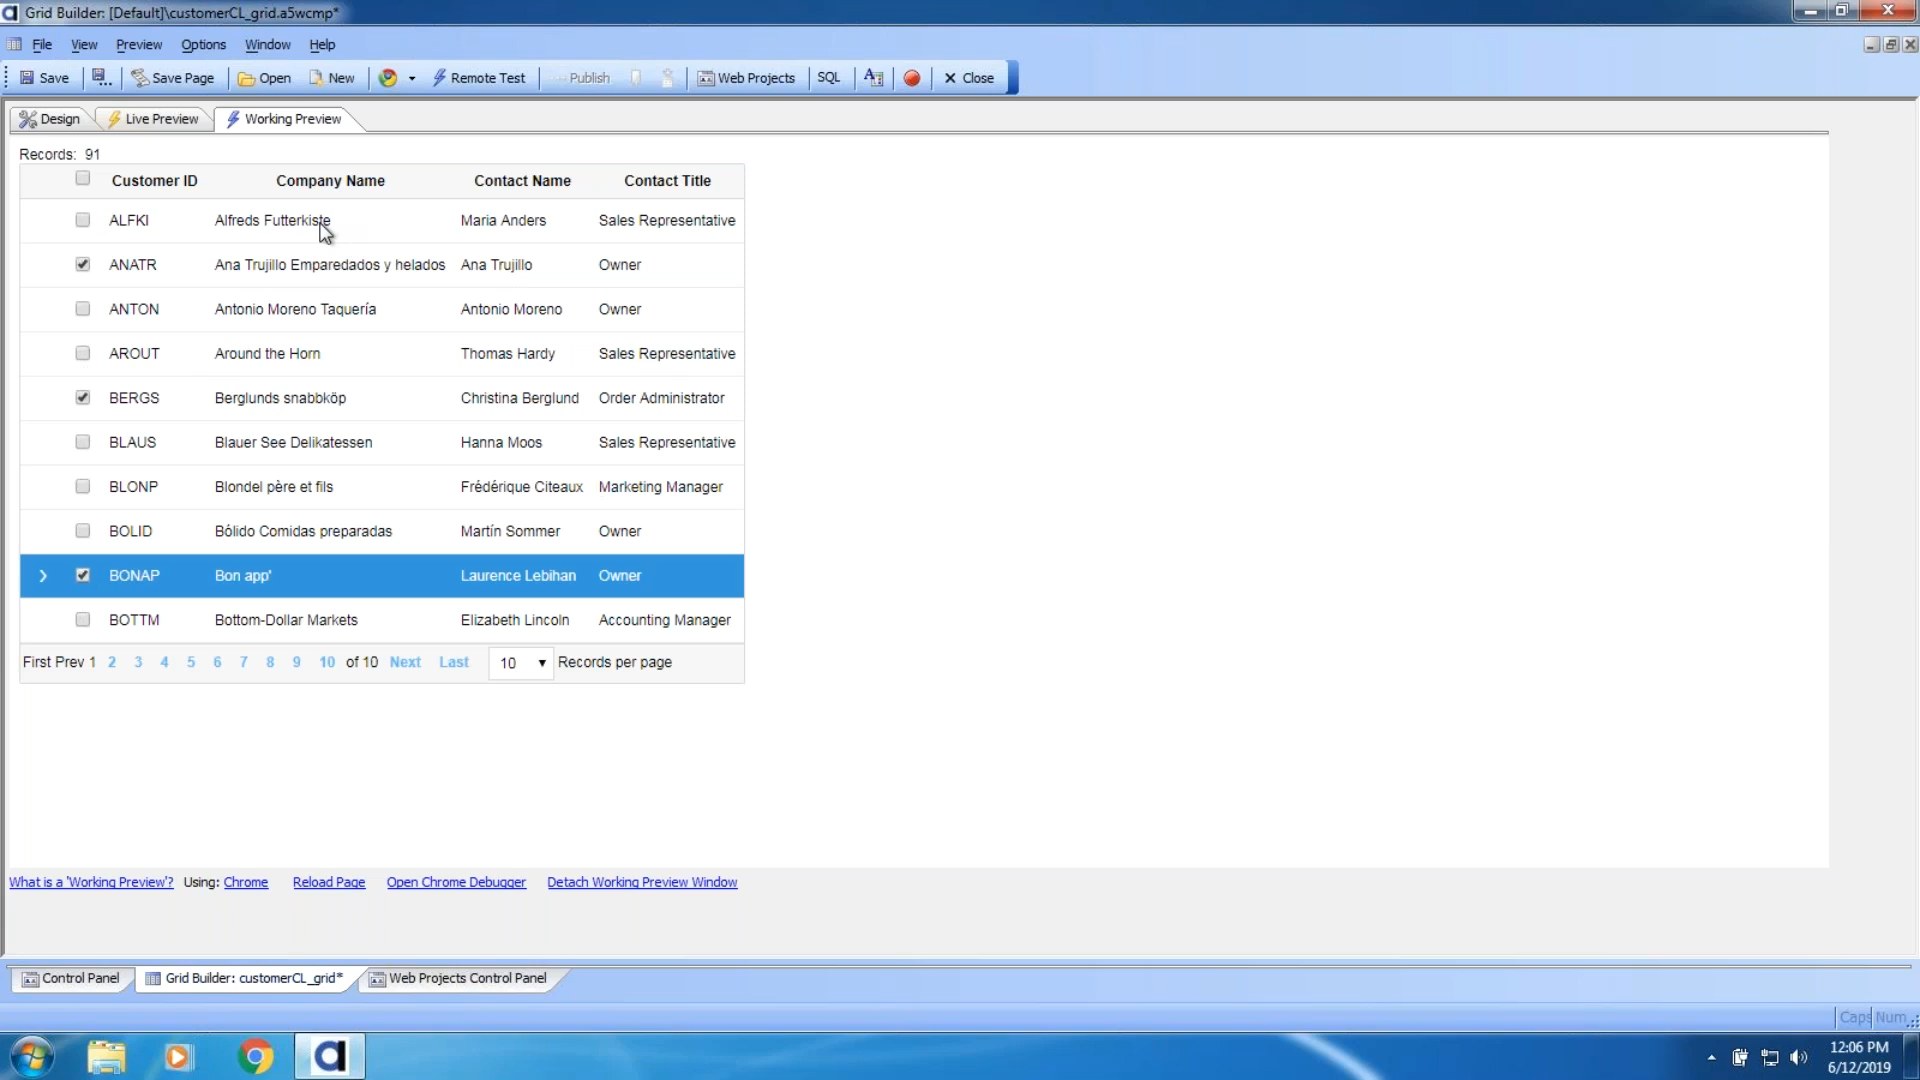 Grid Builder: [Default]\customerCL_grid.a5wcmp*
File View Preview Options Window Help
Save Save Page Open New Remote Test Publish Web Projects SQL Close
Design Live Preview Working Preview
Records: 91
Customer ID Company Name Contact Name Contact Title
ALFKI Alfreds Futterkiste Maria Anders Sales Representative
ANATR Ana Trujillo Emparedados y helados Ana Trujillo Owner
ANTON Antonio Moreno Taquería Antonio Moreno Owner
AROUT Around the Horn Thomas Hardy Sales Representative
BERGS Berglunds snabbköp Christina Berglund Order Administrator
BLAUS Blauer See Delikatessen Hanna Moos Sales Representative
BLONP Blondel père et fils Frédérique Citeaux Marketing Manager
BOLID Bólido Comidas preparadas Martín Sommer Owner
BONAP Bon app' Laurence Lebihan Owner
BOTTM Bottom-Dollar Markets Elizabeth Lincoln Accounting Manager
First Prev 1 2 3 4 5 6 7 8 9 10 of 10 Next Last 10 Records per page
What is a 'Working Preview'? Using: Chrome Reload Page Open Chrome Debugger Detach Working Preview Window
Control Panel Grid Builder: customerCL_grid* Web Projects Control Panel
Caps Num
12:06 PM
6/12/2019